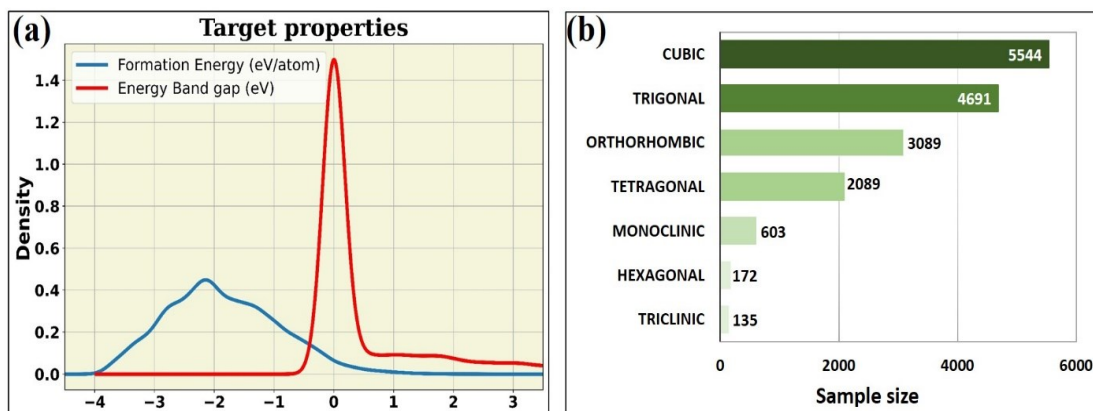 (a)
Target properties
Formation Energy (eV/atom)
Energy Band gap (eV)
Density
1.4
1.2
1.0
0.8
0.6
0.4
0.2
0.0
−4 −3 −2 −1 0 1 2 3
(b)
CUBIC 5544
TRIGONAL 4691
ORTHORHOMBIC 3089
TETRAGONAL 2089
MONOCLINIC 603
HEXAGONAL 172
TRICLINIC 135
0 2000 4000 6000
Sample size